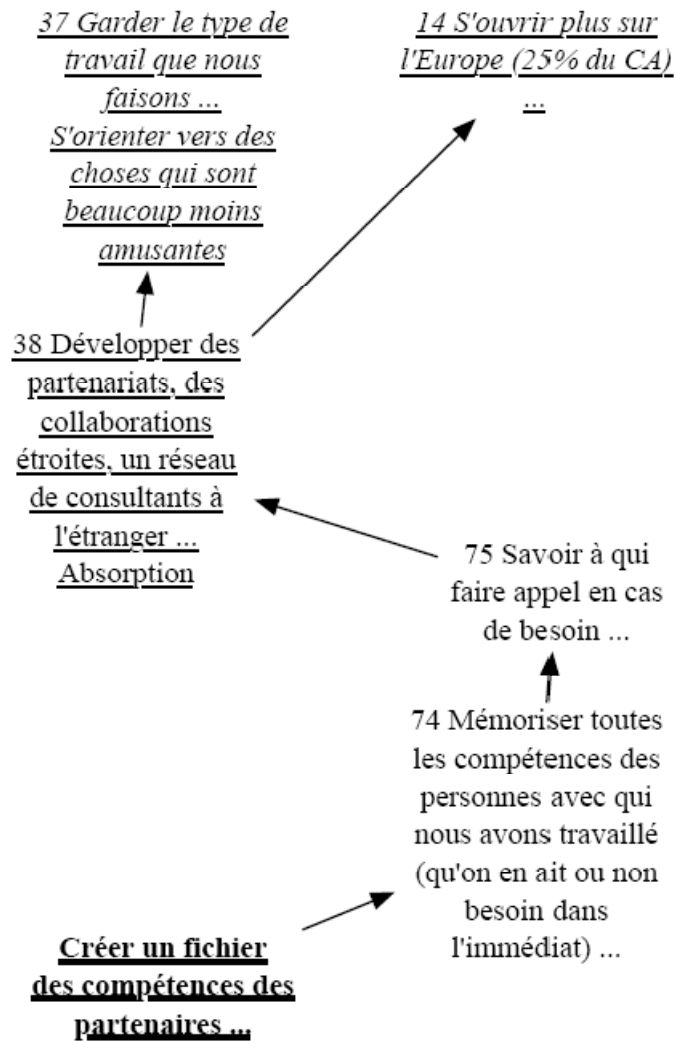 37 Garder le type de
travail que nous
faisons ...
S'orienter vers des
choses qui sont
beaucoup moins
amusantes
14 S'ouvrir plus sur
l'Europe (25% du CA)
...
38 Développer des
partenariats, des
collaborations
étroites, un réseau
de consultants à
l'étranger ...
Absorption
75 Savoir à qui
faire appel en cas
de besoin ...
74 Mémoriser toutes
les compétences des
personnes avec qui
nous avons travaillé
(qu'on en ait ou non
besoin dans
l'immédiat) ...
Créer un fichier
des compétences des
partenaires ...